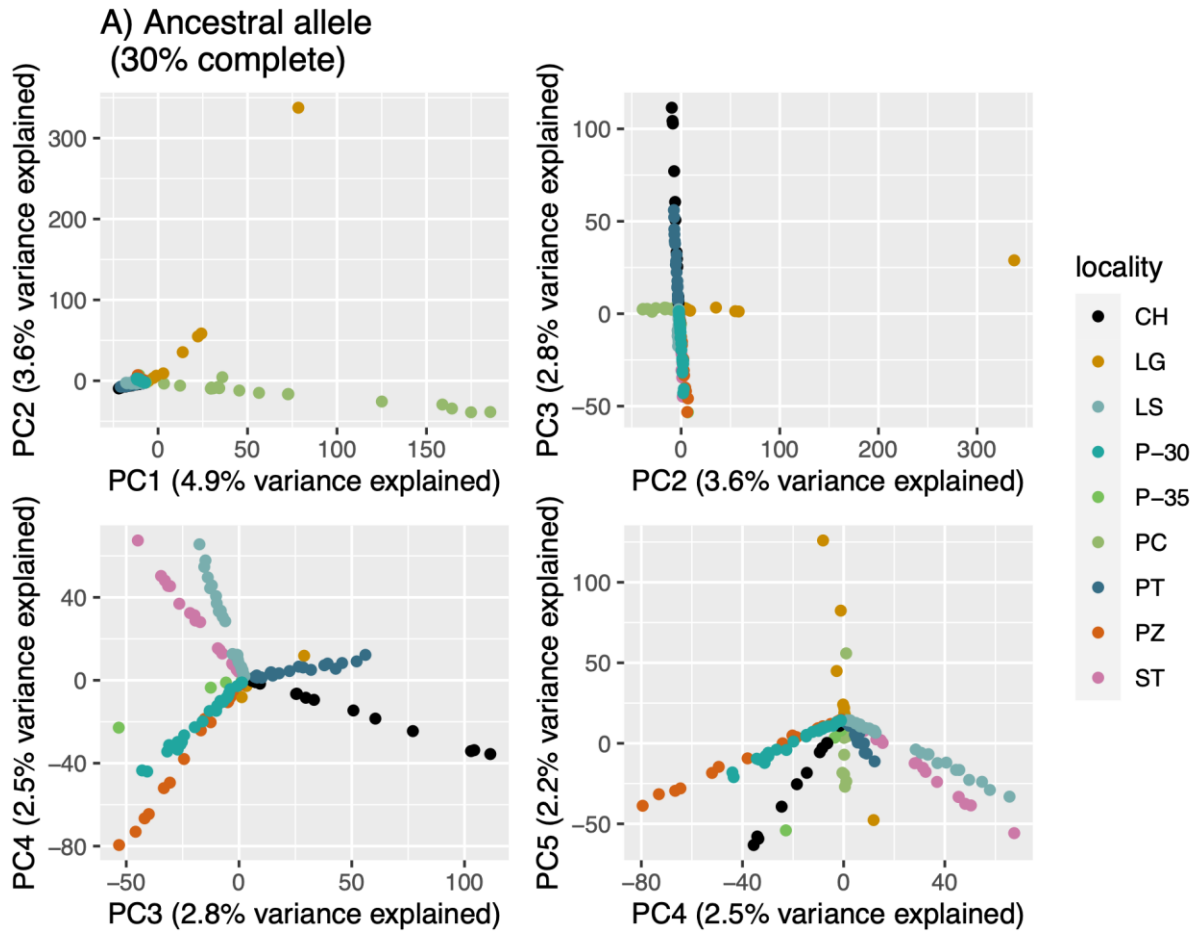 A) Ancestral allele
(30% complete)
PC2 (3.6% variance explained)
300
200
100
0
0
50
100
150
PC1 (4.9% variance explained)
PC3 (2.8% variance explained)
100
50
0
−50
0
100
200
300
PC2 (3.6% variance explained)
PC4 (2.5% variance explained)
40
0
−40
−80
−50
0
50
100
PC3 (2.8% variance explained)
PC5 (2.2% variance explained)
100
50
0
−50
−80
−40
0
40
PC4 (2.5% variance explained)
locality
CH
LG
LS
P−30
P−35
PC
PT
PZ
ST